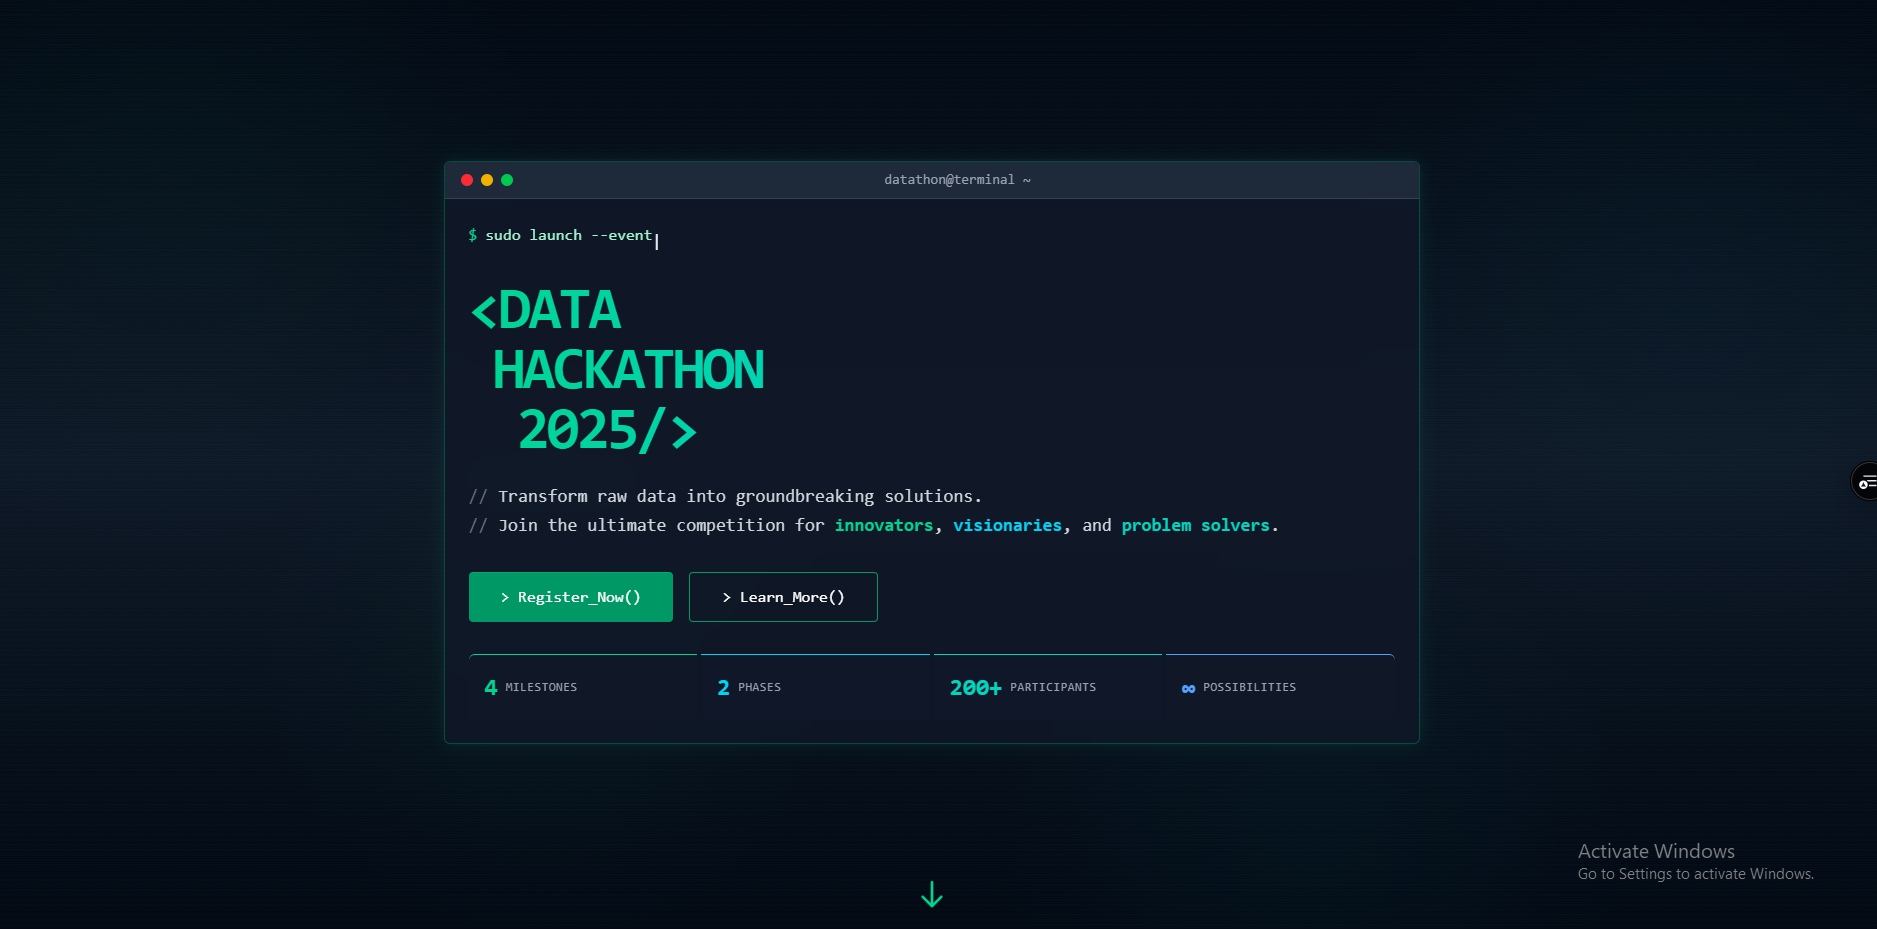 datathon@terminal ~
$ sudo launch --event
<DATA
HACKATHON
2025/>
// Transform raw data into groundbreaking solutions.
// Join the ultimate competition for innovators, visionaries, and problem solvers.
> Register_Now() > Learn_More()
4 MILESTONES 2 PHASES 200+ PARTICIPANTS ∞ POSSIBILITIES
Activate Windows
Go to Settings to activate Windows.